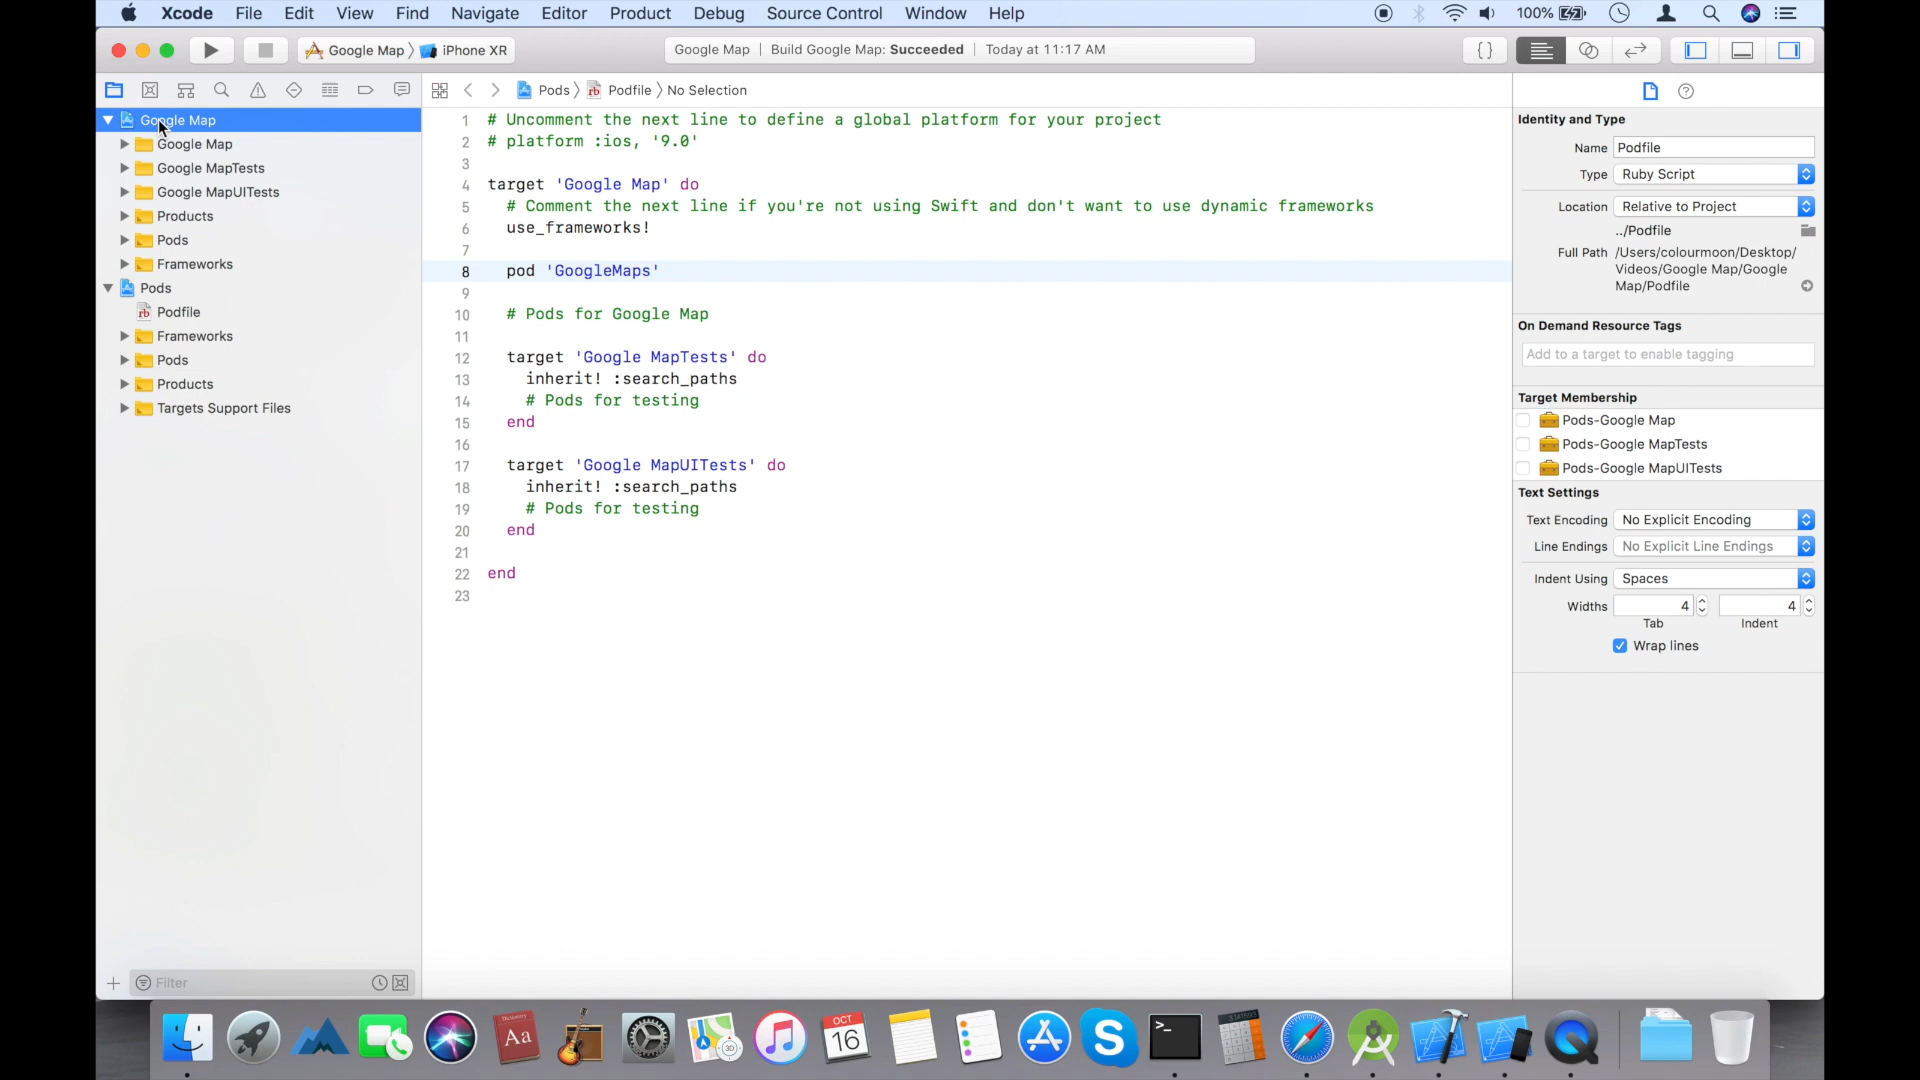 Xcode File Edit View Find Navigate Editor Product Debug Source Control Window Help 100%
Google Map iPhone XR Google Map | Build Google Map: Succeeded | Today at 11:17 AM { }
Pods Podfile No Selection
Google Map
Google Map
Google MapTests
Google MapUITests
Products
Pods
Frameworks
Pods
Podfile
Frameworks
Pods
Products
Targets Support Files
Filter
1 # Uncomment the next line to define a global platform for your project
2 # platform :ios, '9.0'
3
4 target 'Google Map' do
5 # Comment the next line if you're not using Swift and don't want to use dynamic frameworks
6 use_frameworks!
7
8 pod 'GoogleMaps'
9
10 # Pods for Google Map
11
12 target 'Google MapTests' do
13 inherit! :search_paths
14 # Pods for testing
15 end
16
17 target 'Google MapUITests' do
18 inherit! :search_paths
19 # Pods for testing
20 end
21
22 end
23
Identity and Type
Name Podfile
Type Ruby Script
Location Relative to Project
../Podfile
Full Path /Users/colourmoon/Desktop/
Videos/Google Map/Google
Map/Podfile
On Demand Resource Tags
Add to a target to enable tagging
Target Membership
Pods-Google Map
Pods-Google MapTests
Pods-Google MapUITests
Text Settings
Text Encoding No Explicit Encoding
Line Endings No Explicit Line Endings
Indent Using Spaces
Widths 4 4
Tab Indent
Wrap lines
Dictionary
Aa
OCT
16
3D
S
>_